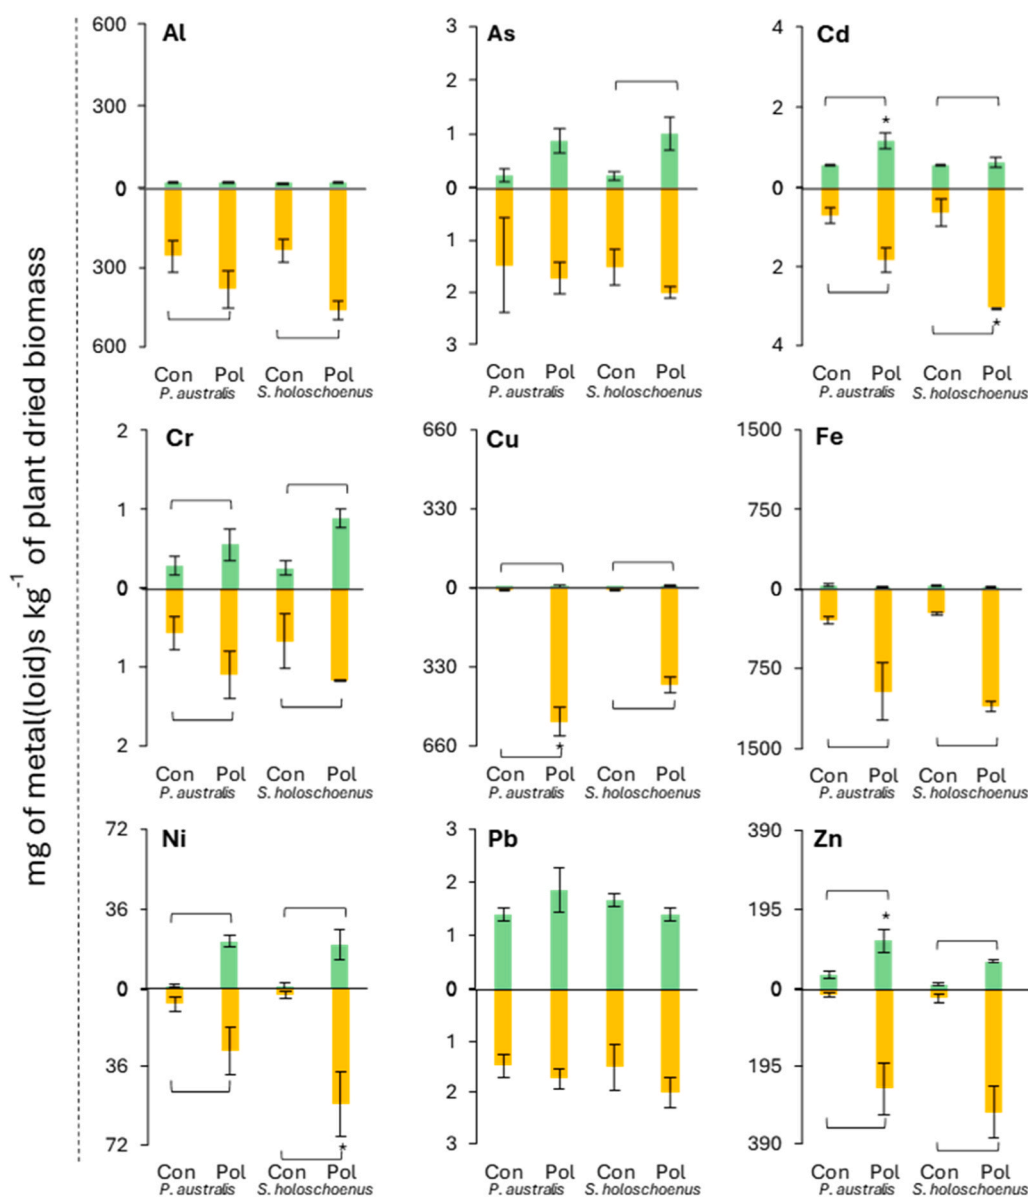 mg of metal(loid)s kg⁻¹ of plant dried biomass
Al
600
300
0
300
600
Con Pol Con Pol
P. australis S. holoschoenus
As
3
2
1
0
1
2
3
Con Pol Con Pol
P. australis S. holoschoenus
Cd
4
2
0
2
4
*
*
Con Pol Con Pol
P. australis S. holoschoenus
Cr
2
1
0
1
2
Con Pol Con Pol
P. australis S. holoschoenus
Cu
660
330
0
330
660
*
Con Pol Con Pol
P. australis S. holoschoenus
Fe
1500
750
0
750
1500
Con Pol Con Pol
P. australis S. holoschoenus
Ni
72
36
0
36
72
*
Con Pol Con Pol
P. australis S. holoschoenus
Pb
3
2
1
0
1
2
3
Con Pol Con Pol
P. australis S. holoschoenus
Zn
390
195
0
195
390
*
Con Pol Con Pol
P. australis S. holoschoenus